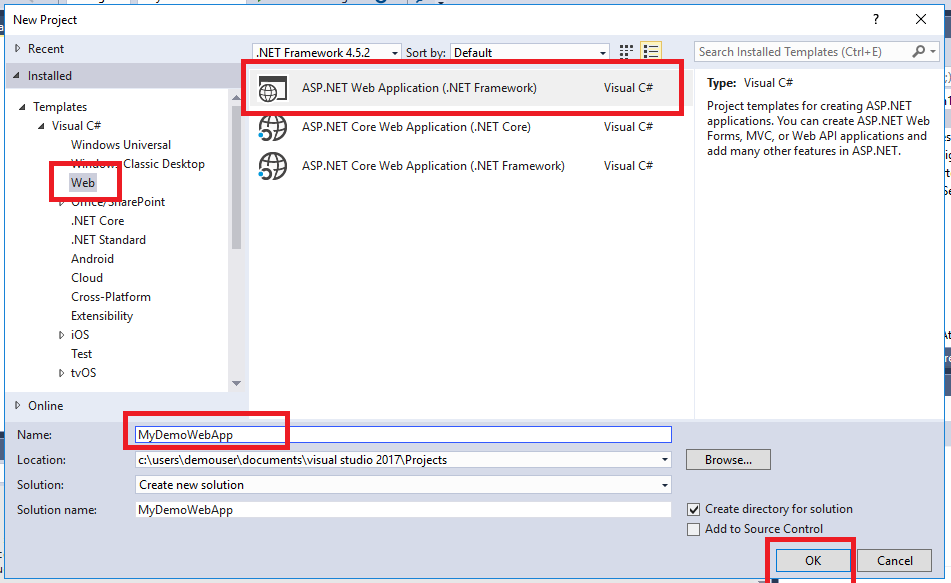 New Project
?
Recent
Installed
Templates
Visual C#
Windows Universal
Windows Classic Desktop
Web
Office/SharePoint
.NET Core
.NET Standard
Android
Cloud
Cross-Platform
Extensibility
iOS
Test
tvOS
Online
.NET Framework 4.5.2
Sort by: Default
ASP.NET Web Application (.NET Framework) Visual C#
ASP.NET Core Web Application (.NET Core) Visual C#
ASP.NET Core Web Application (.NET Framework) Visual C#
Search Installed Templates (Ctrl+E)
Type: Visual C#
Project templates for creating ASP.NET
applications. You can create ASP.NET Web
Forms, MVC, or Web API applications and
add many other features in ASP.NET.
Name: MyDemoWebApp
Location: c:\users\demouser\documents\visual studio 2017\Projects
Browse...
Solution: Create new solution
Solution name: MyDemoWebApp
Create directory for solution
Add to Source Control
OK
Cancel